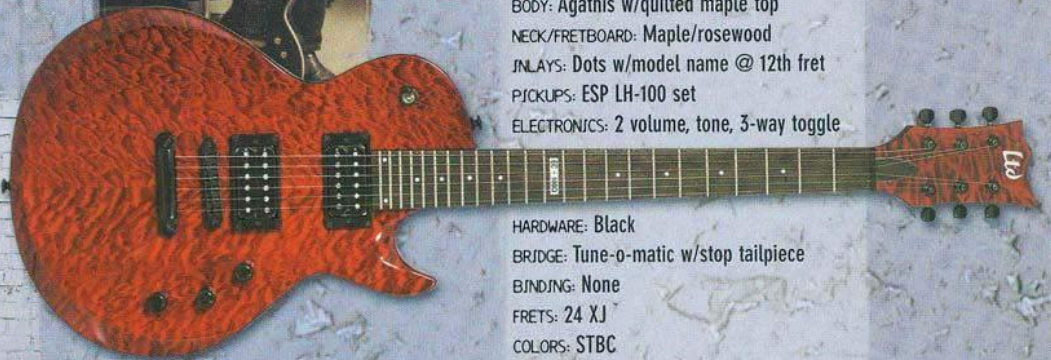 BODY: Agathis w/quilted maple top
NECK/FRETBOARD: Maple/rosewood
INLAYS: Dots w/model name @ 12th fret
PICKUPS: ESP LH-100 set
ELECTRONICS: 2 volume, tone, 3-way toggle
Ltd
HARDWARE: Black
BRIDGE: Tune-o-matic w/stop tailpiece
BINDING: None
FRETS: 24 XJ
COLORS: STBC